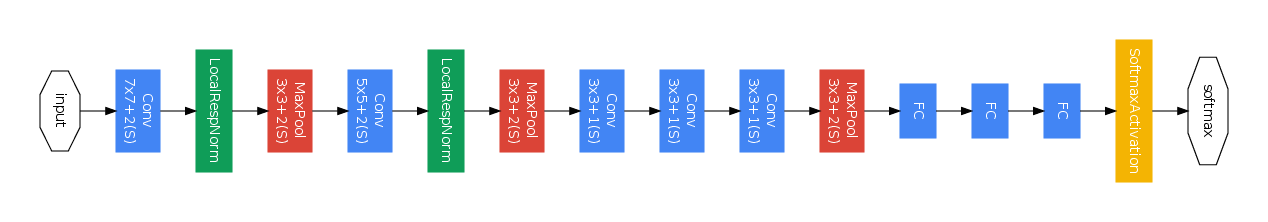 input
Conv
7x7+2(S)
LocalRespNorm
MaxPool
3x3+2(S)
Conv
5x5+2(S)
LocalRespNorm
MaxPool
3x3+2(S)
Conv
3x3+1(S)
Conv
3x3+1(S)
Conv
3x3+1(S)
MaxPool
3x3+2(S)
FC
FC
FC
SoftmaxActivation
softmax